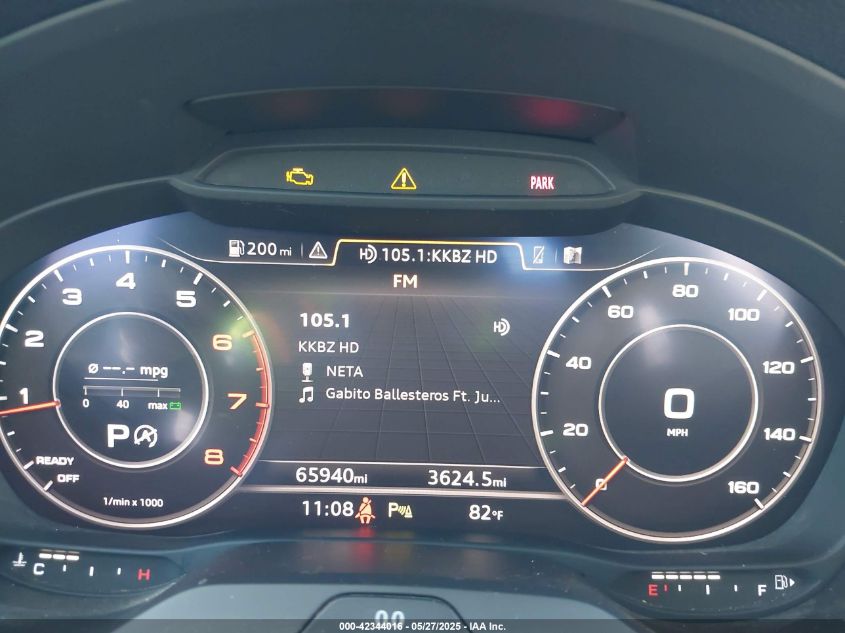 PARK
200 mi
HD 105.1:KKBZ HD
FM
105.1
HD
KKBZ HD
NETA
Gabito Ballesteros Ft. Ju...
1
2
3
4
5
6
7
8
Ø --.- mpg
0 40 max
P
READY
OFF
1/min x 1000
0
20
40
60
80
100
120
140
160
0
MPH
65940mi 3624.5mi
11:08 P 82°F
C H
E F
000-42344016 - 05/27/2025 - IAA Inc.